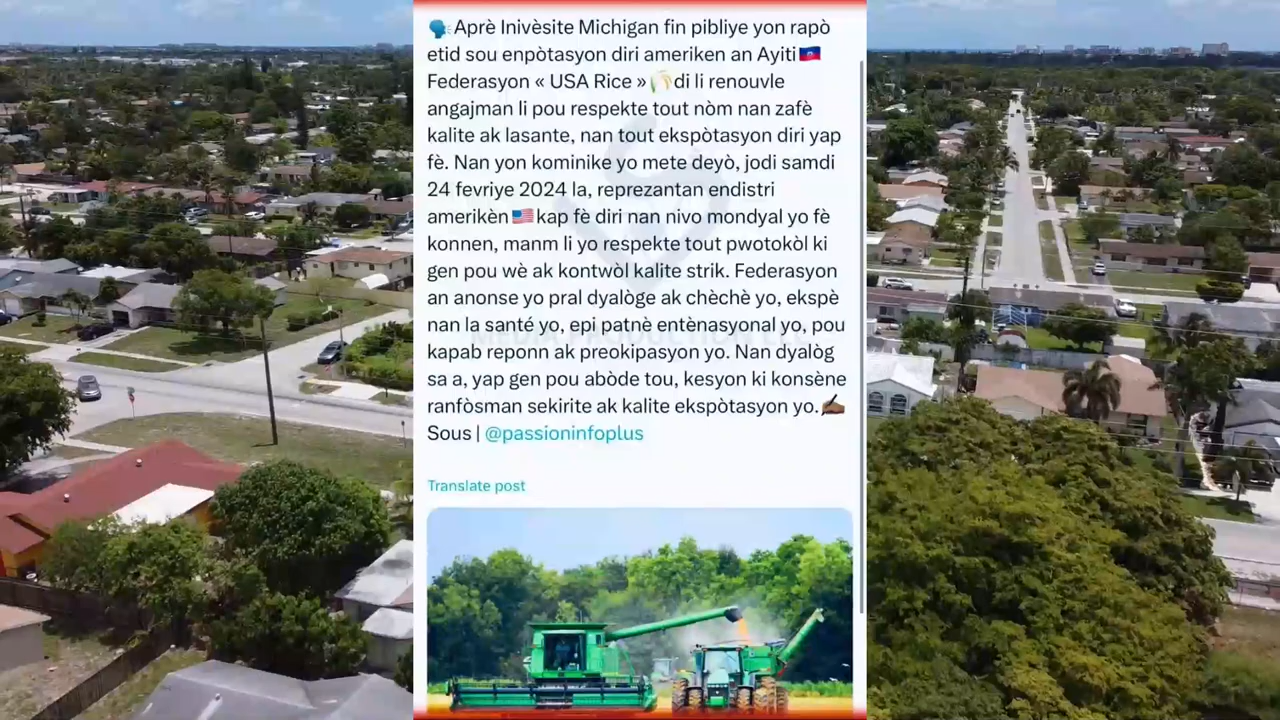 🗣️Aprè Inivèsite Michigan fin pibliye yon rapò
etid sou enpòtasyon diri ameriken an Ayiti🇭🇹
Federasyon « USA Rice »🌾di li renouvle
angajman li pou respekte tout nòm nan zafè
kalite ak lasante, nan tout ekspòtasyon diri yap
fè. Nan yon kominike yo mete deyò, jodi samdi
24 fevriye 2024 la, reprezantan endistri
amerikèn🇺🇸kap fè diri nan nivo mondyal yo fè
konnen, manm li yo respekte tout pwotokòl ki
gen pou wè ak kontwòl kalite strik. Federasyon
an anonse yo pral dyalòge ak chèchè yo, ekspè
nan la santé yo, epi patnè entènasyonal yo, pou
kapab reponn ak preokipasyon yo. Nan dyalòg
sa a, yap gen pou abòde tou, kesyon ki konsène
ranfòsman sekirite ak kalite ekspòtasyon yo.✍🏾
Sous | @passioninfoplus
Translate post
MEDIA PRODUCTION LLC